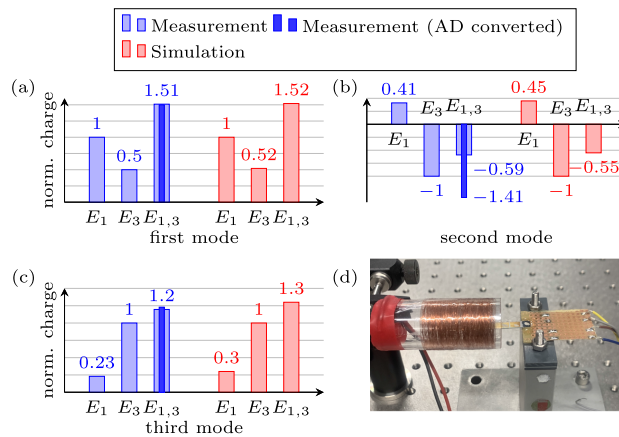 Measurement Measurement (AD converted)
Simulation
(a)
norm. charge
1 0.5 1.51 1 0.52 1.52
E1 E3 E1,3 E1 E3 E1,3
first mode
(b)
0.41 0.45
E3 E1,3 E3 E1,3
E1 E1
−0.59 −0.55
−1 −1
−1.41
second mode
(c)
norm. charge
0.23 1 1.2 0.3 1 1.3
E1 E3 E1,3 E1 E3 E1,3
third mode
(d)